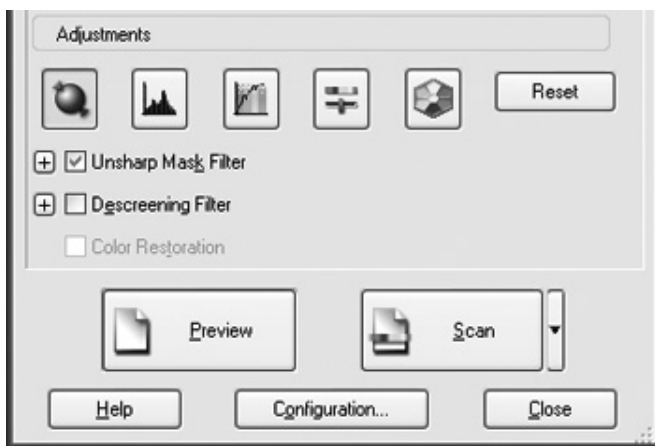 Adjustments
Reset
Unsharp Mask Filter
Descreening Filter
Color Restoration
Preview
Scan
Help
Configuration...
Close